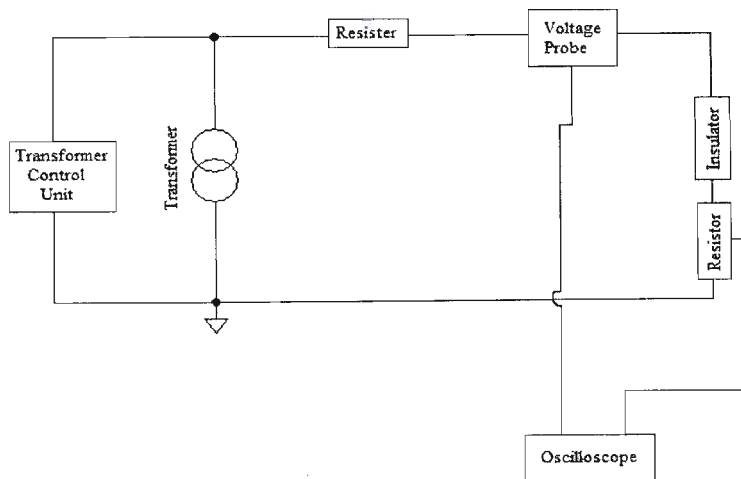 Resister
Voltage
Probe
Transformer
Control
Unit
Transformer
Insulator
Resistor
Oscilloscope